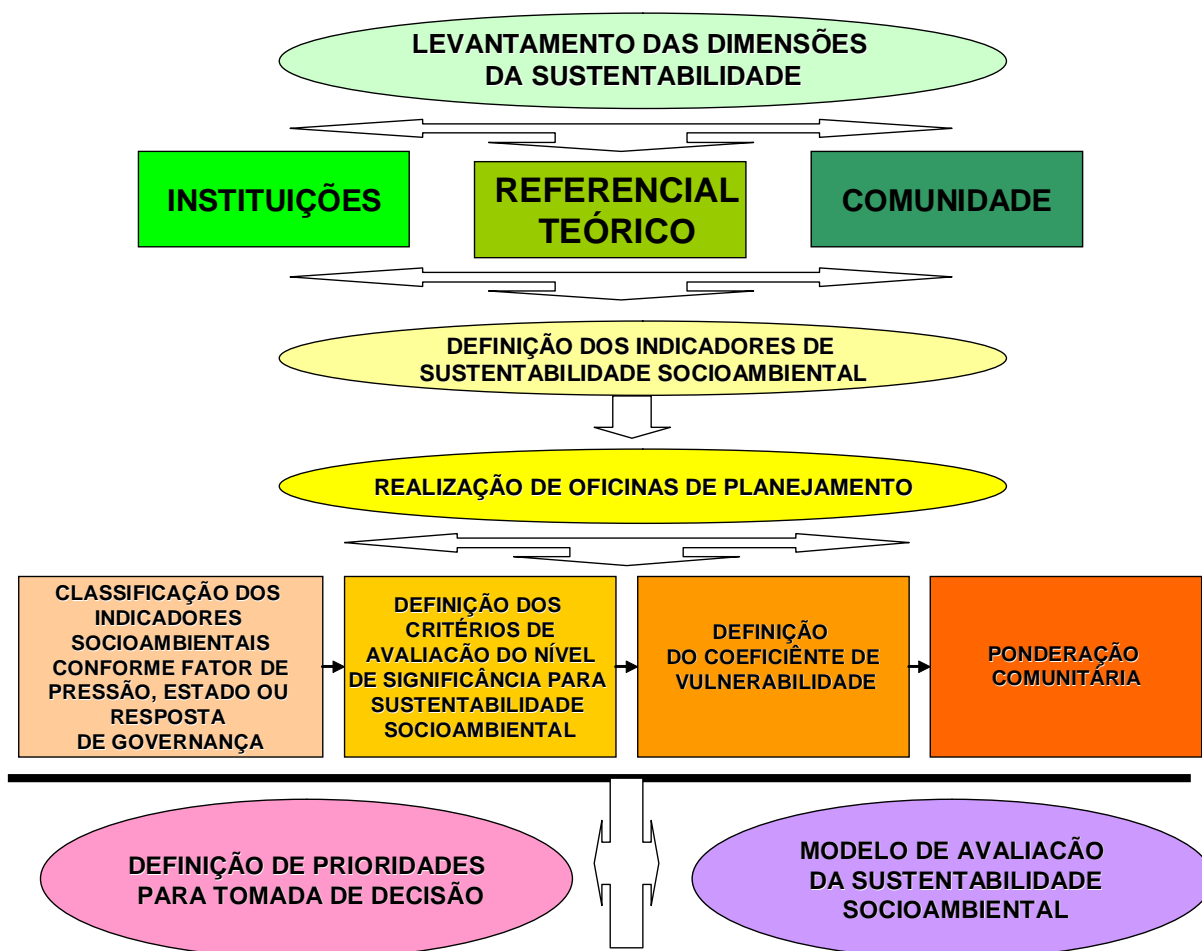 LEVANTAMENTO DAS DIMENSÕES
DA SUSTENTABILIDADE
INSTITUIÇÕES
REFERENCIAL
TEÓRICO
COMUNIDADE
DEFINIÇÃO DOS INDICADORES DE
SUSTENTABILIDADE SOCIOAMBIENTAL
REALIZAÇÃO DE OFICINAS DE PLANEJAMENTO
CLASSIFICAÇÃO DOS
INDICADORES
SOCIOAMBIENTAIS
CONFORME FATOR DE
PRESSÃO, ESTADO OU
RESPOSTA
DE GOVERNANÇA
DEFINIÇÃO DOS
CRITÉRIOS DE
AVALIACÃO DO NÍVEL
DE SIGNIFICÂNCIA PARA
SUSTENTABILIDADE
SOCIOAMBIENTAL
DEFINIÇÃO
DO COEFICIÊNTE DE
VULNERABILIDADE
PONDERAÇÃO
COMUNITÁRIA
DEFINIÇÃO DE PRIORIDADES
PARA TOMADA DE DECISÃO
MODELO DE AVALIACÃO
DA SUSTENTABILIDADE
SOCIOAMBIENTAL